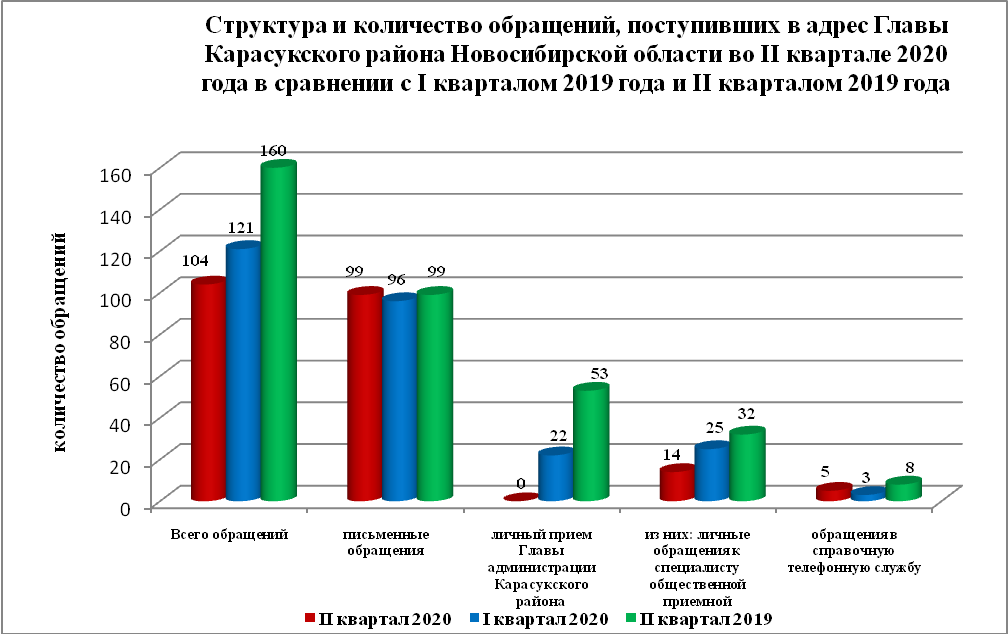 Структура и количество обращений, поступивших в адрес Главы
Карасукского района Новосибирской области во II квартале 2020
года в сравнении с I кварталом 2019 года и II кварталом 2019 года
количество обращений
160
140
120
100
80
60
40
20
0
104
121
160
99
96
99
0
22
53
14
25
32
5
3
8
Всего обращений
письменные
обращения
личный прием
Главы
администрации
Карасукского
района
из них: личные
обращения к
специалисту
общественной
приемной
обращения в
справочную
телефонную службу
II квартал 2020
I квартал 2020
II квартал 2019